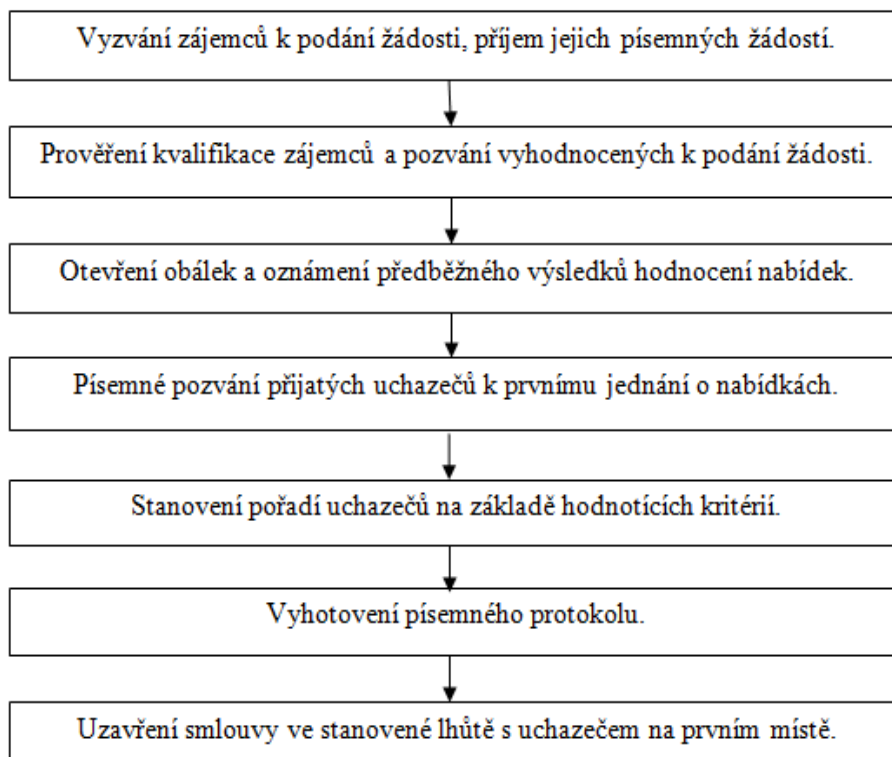 Vyzvání zájemců k podání žádosti, příjem jejich písemných žádostí.
Prověření kvalifikace zájemců a pozvání vyhodnocených k podání žádosti.
Otevření obálek a oznámení předběžného výsledků hodnocení nabídek.
Písemné pozvání přijatých uchazečů k prvnímu jednání o nabídkách.
Stanovení pořadí uchazečů na základě hodnotících kritérií.
Vyhotovení písemného protokolu.
Uzavření smlouvy ve stanovené lhůtě s uchazečem na prvním místě.